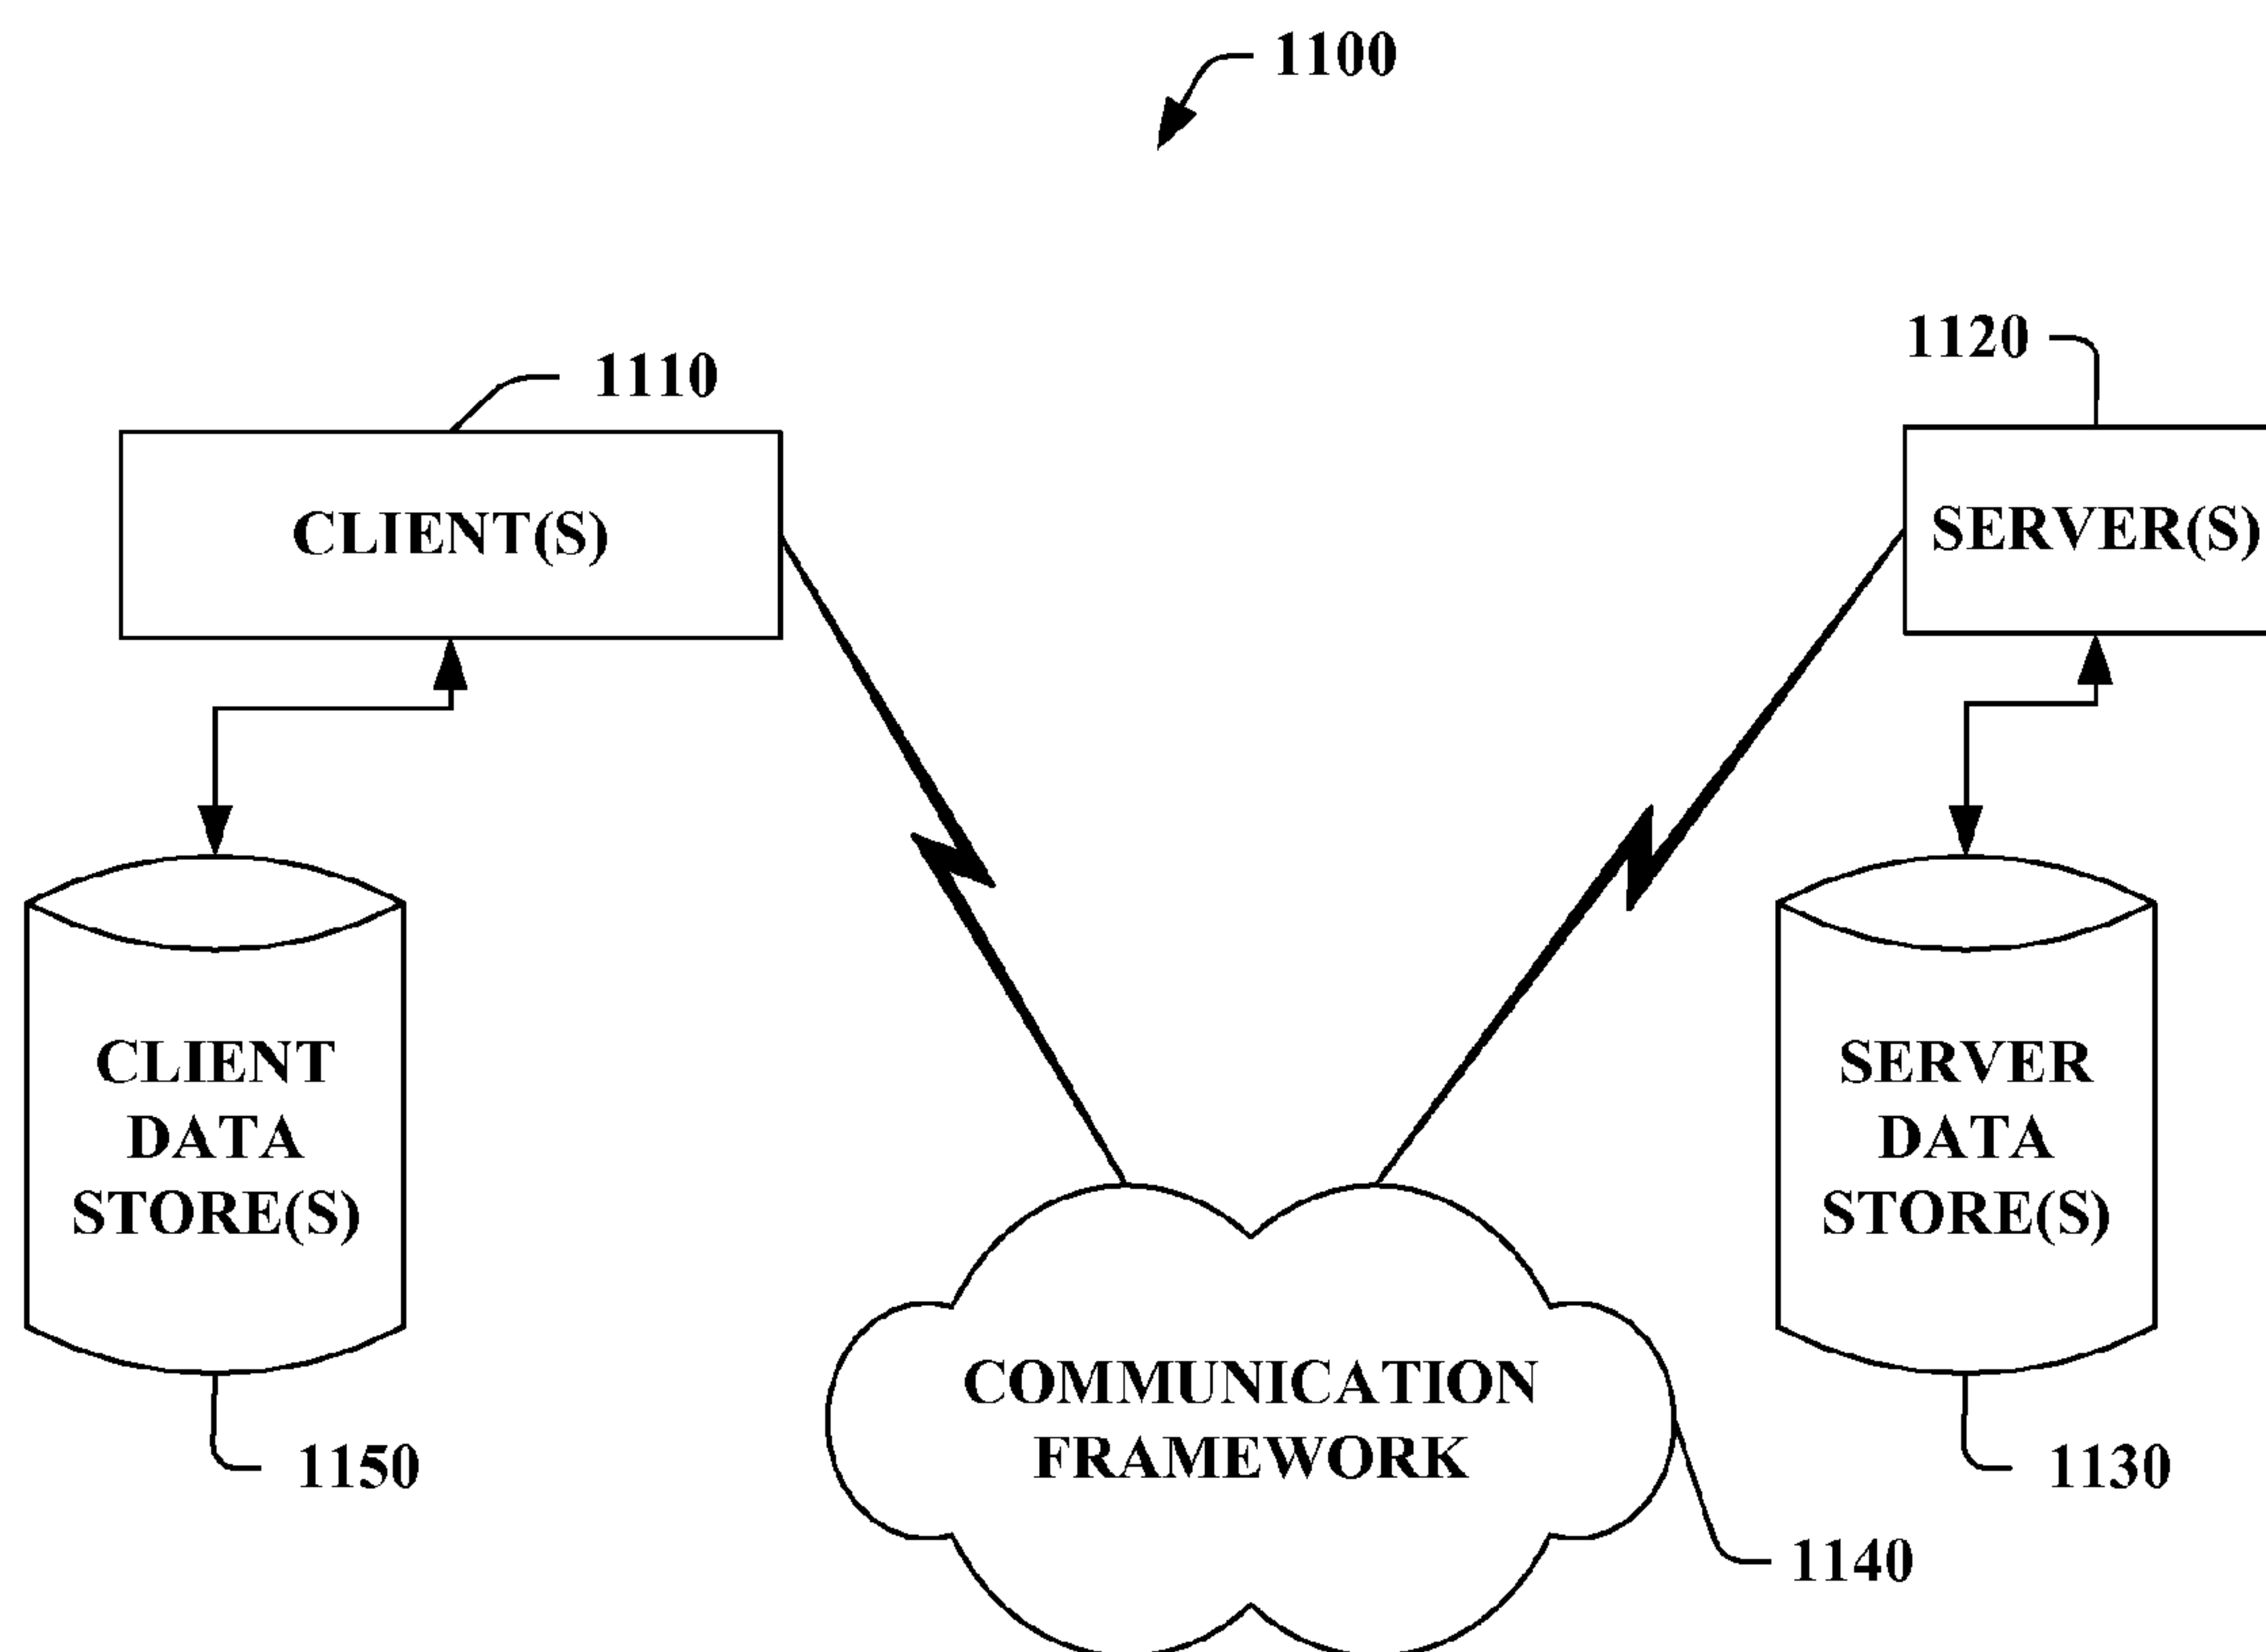 1100
1110
1120
CLIENT(S)
SERVER(S)
CLIENT
DATA
STORE(S)
SERVER
DATA
STORE(S)
COMMUNICATION
FRAMEWORK
1150
1130
1140